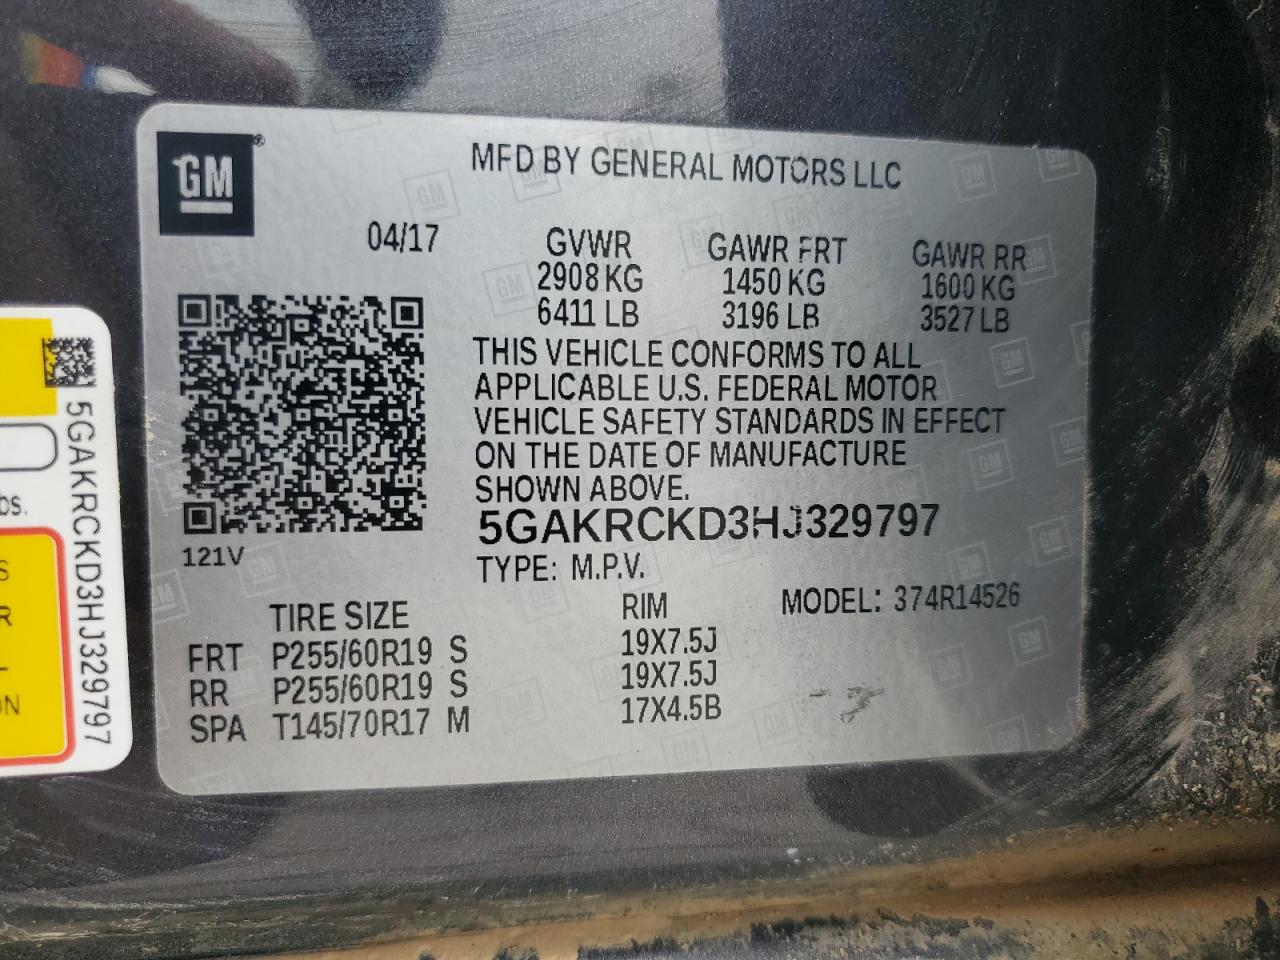 GM
MFD BY GENERAL MOTORS LLC
04/17
GVWR GAWR FRT GAWR RR
2908 KG 1450 KG 1600 KG
6411 LB 3196 LB 3527 LB
THIS VEHICLE CONFORMS TO ALL
APPLICABLE U.S. FEDERAL MOTOR
VEHICLE SAFETY STANDARDS IN EFFECT
ON THE DATE OF MANUFACTURE
SHOWN ABOVE.
5GAKRCKD3HJ329797
121V
TYPE: M.P.V.
MODEL: 374R14526
TIRE SIZE RIM
FRT P255/60R19 S 19X7.5J
RR P255/60R19 S 19X7.5J
SPA T145/70R17 M 17X4.5B
5GAKRCKD3HJ329797